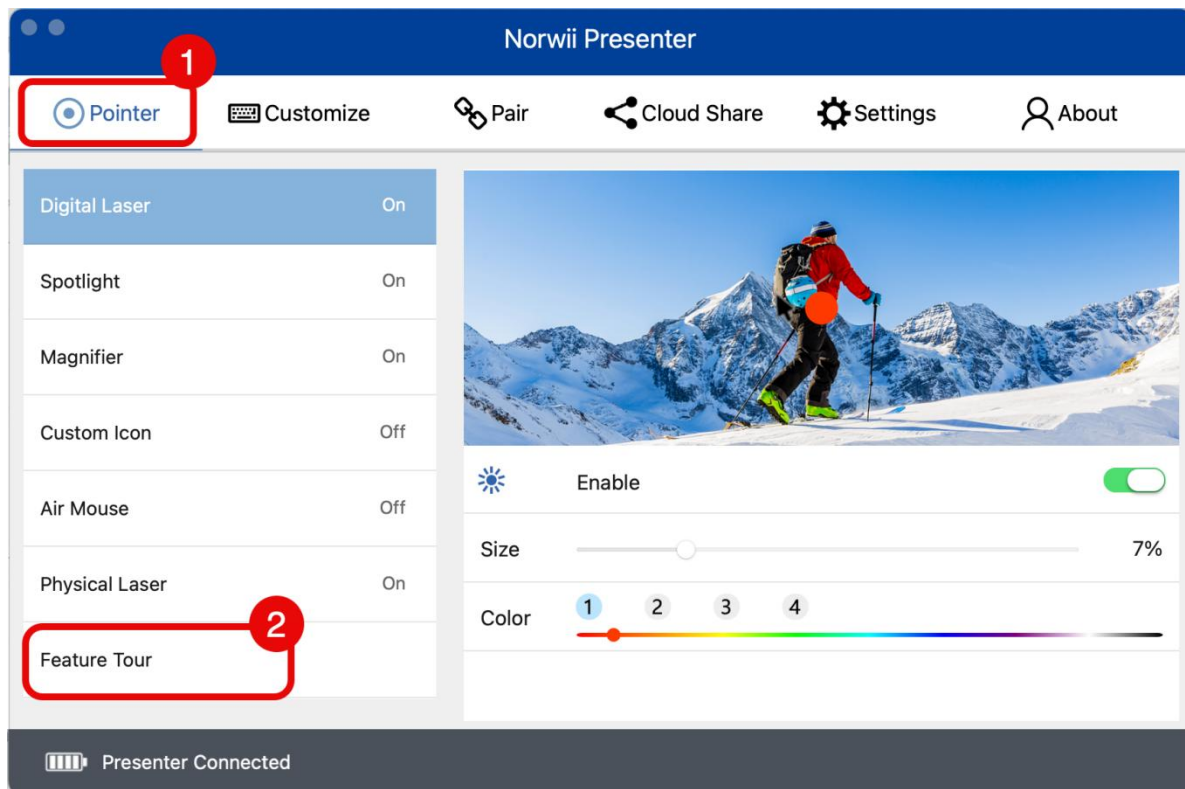 Norwii Presenter
1
Pointer Customize Pair Cloud Share Settings About
Digital Laser On
Spotlight On
Magnifier On
Custom Icon Off
Air Mouse Off
Physical Laser On
2
Feature Tour
Enable
Size 7%
Color 1 2 3 4
Presenter Connected